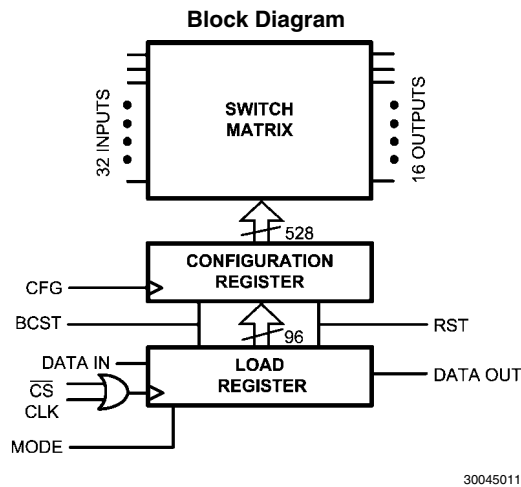 Block Diagram
32 INPUTS
SWITCH
MATRIX
16 OUTPUTS
528
CONFIGURATION
REGISTER
CFG
BCST
RST
96
DATA IN
LOAD
REGISTER
DATA OUT
CS
CLK
MODE
30045011